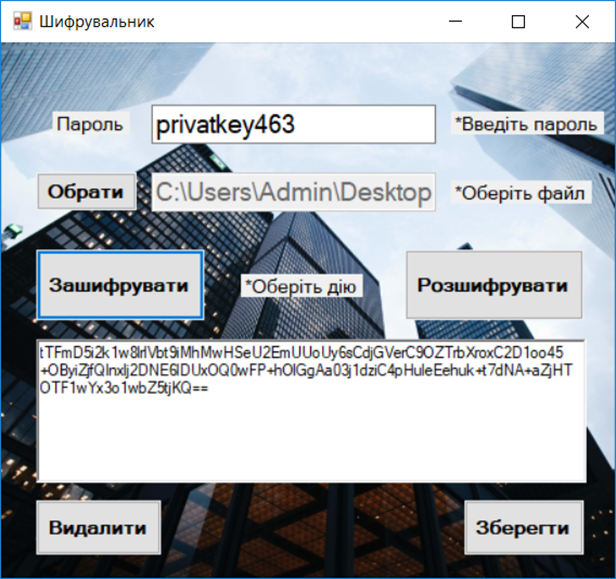 Шифрувальник
Пароль privatkey463 *Введіть пароль
Обрати C:\Users\Admin\Desktop *Оберіть файл
Зашифрувати *Оберіть дію Розшифрувати
tTFmD5i2k1w8IrlVbt9iMhMwHSeU2EmUUoUy6sCdjGVerC9OZTrbXroxC2D1oo45
+OByiZjfQInxlj2DNE6lDUxOQ0wFP+hOlGgAa03j1dziC4pHuleEehuk+t7dNA+aZjHT
OTF1wYx3o1wbZ5tjKQ==
Видалити Зберегти